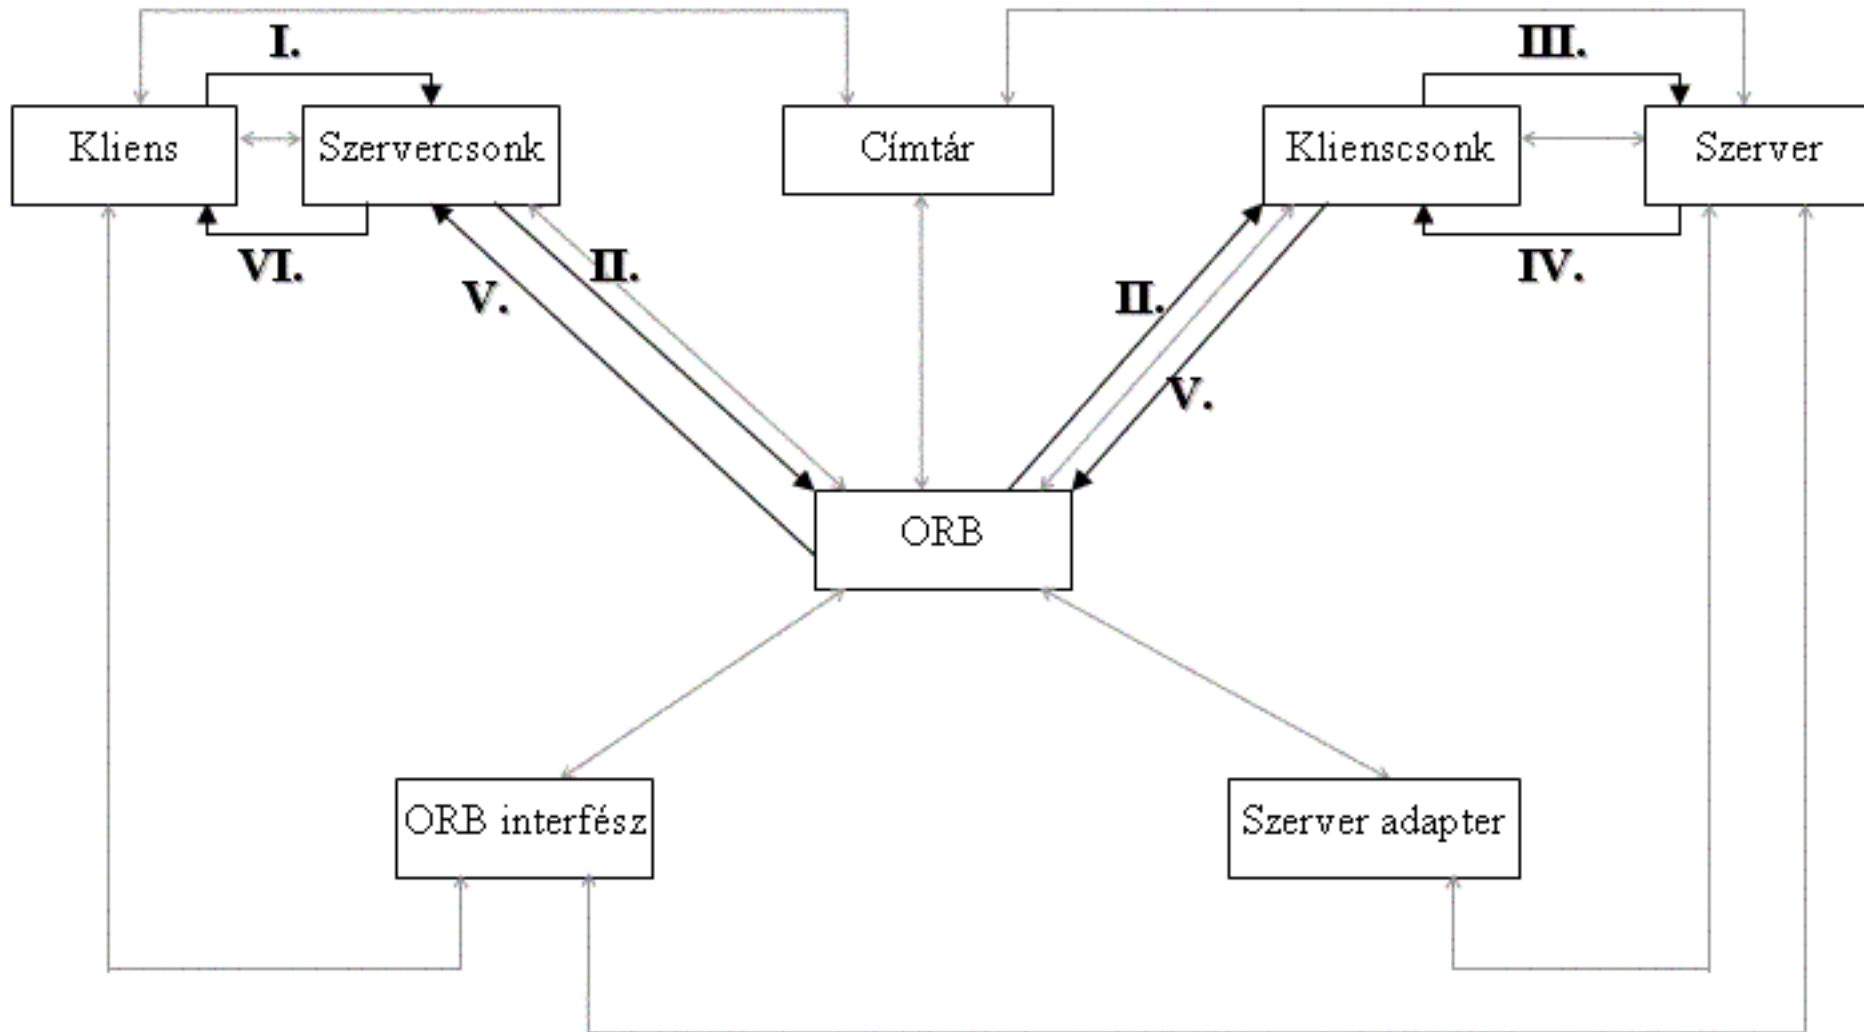 I.
III.
Kliens
Szervercsonk
Címtár
Klienscsonk
Szerver
VI.
V.
II.
II.
V.
IV.
ORB
ORB interfész
Szerver adapter